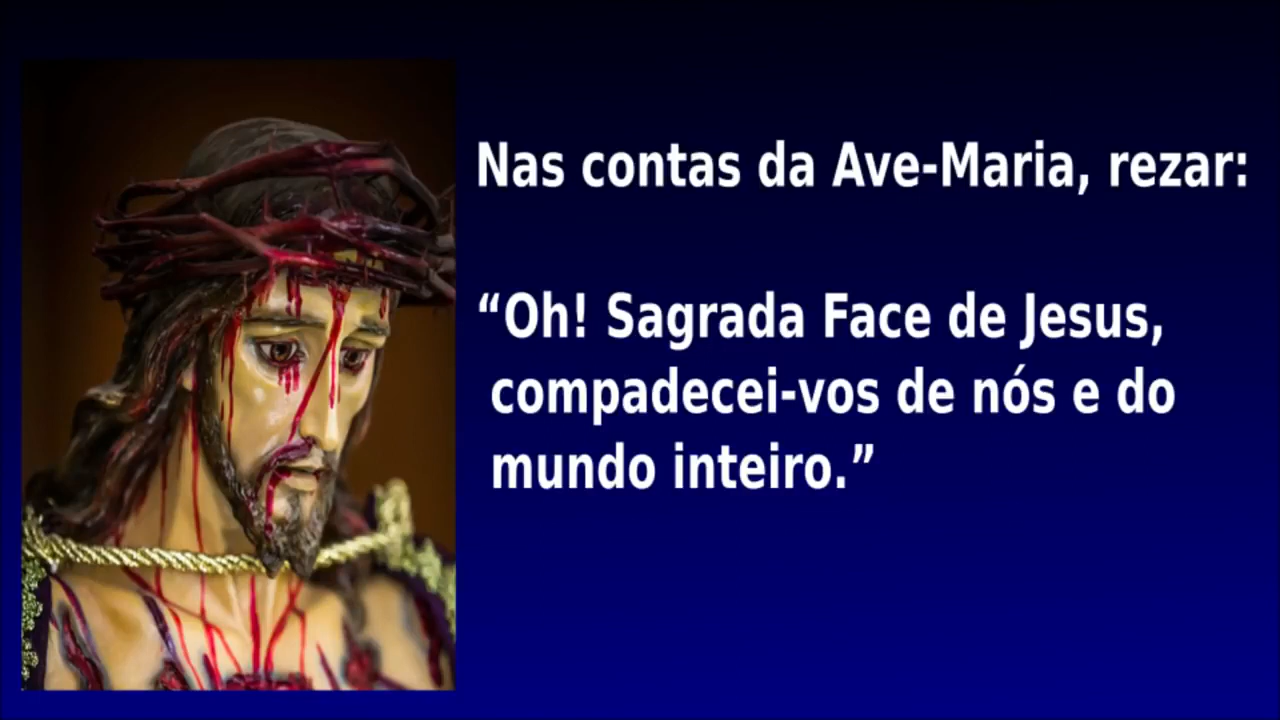 Nas contas da Ave-Maria, rezar:
“Oh! Sagrada Face de Jesus,
compadecei-vos de nós e do
mundo inteiro.”